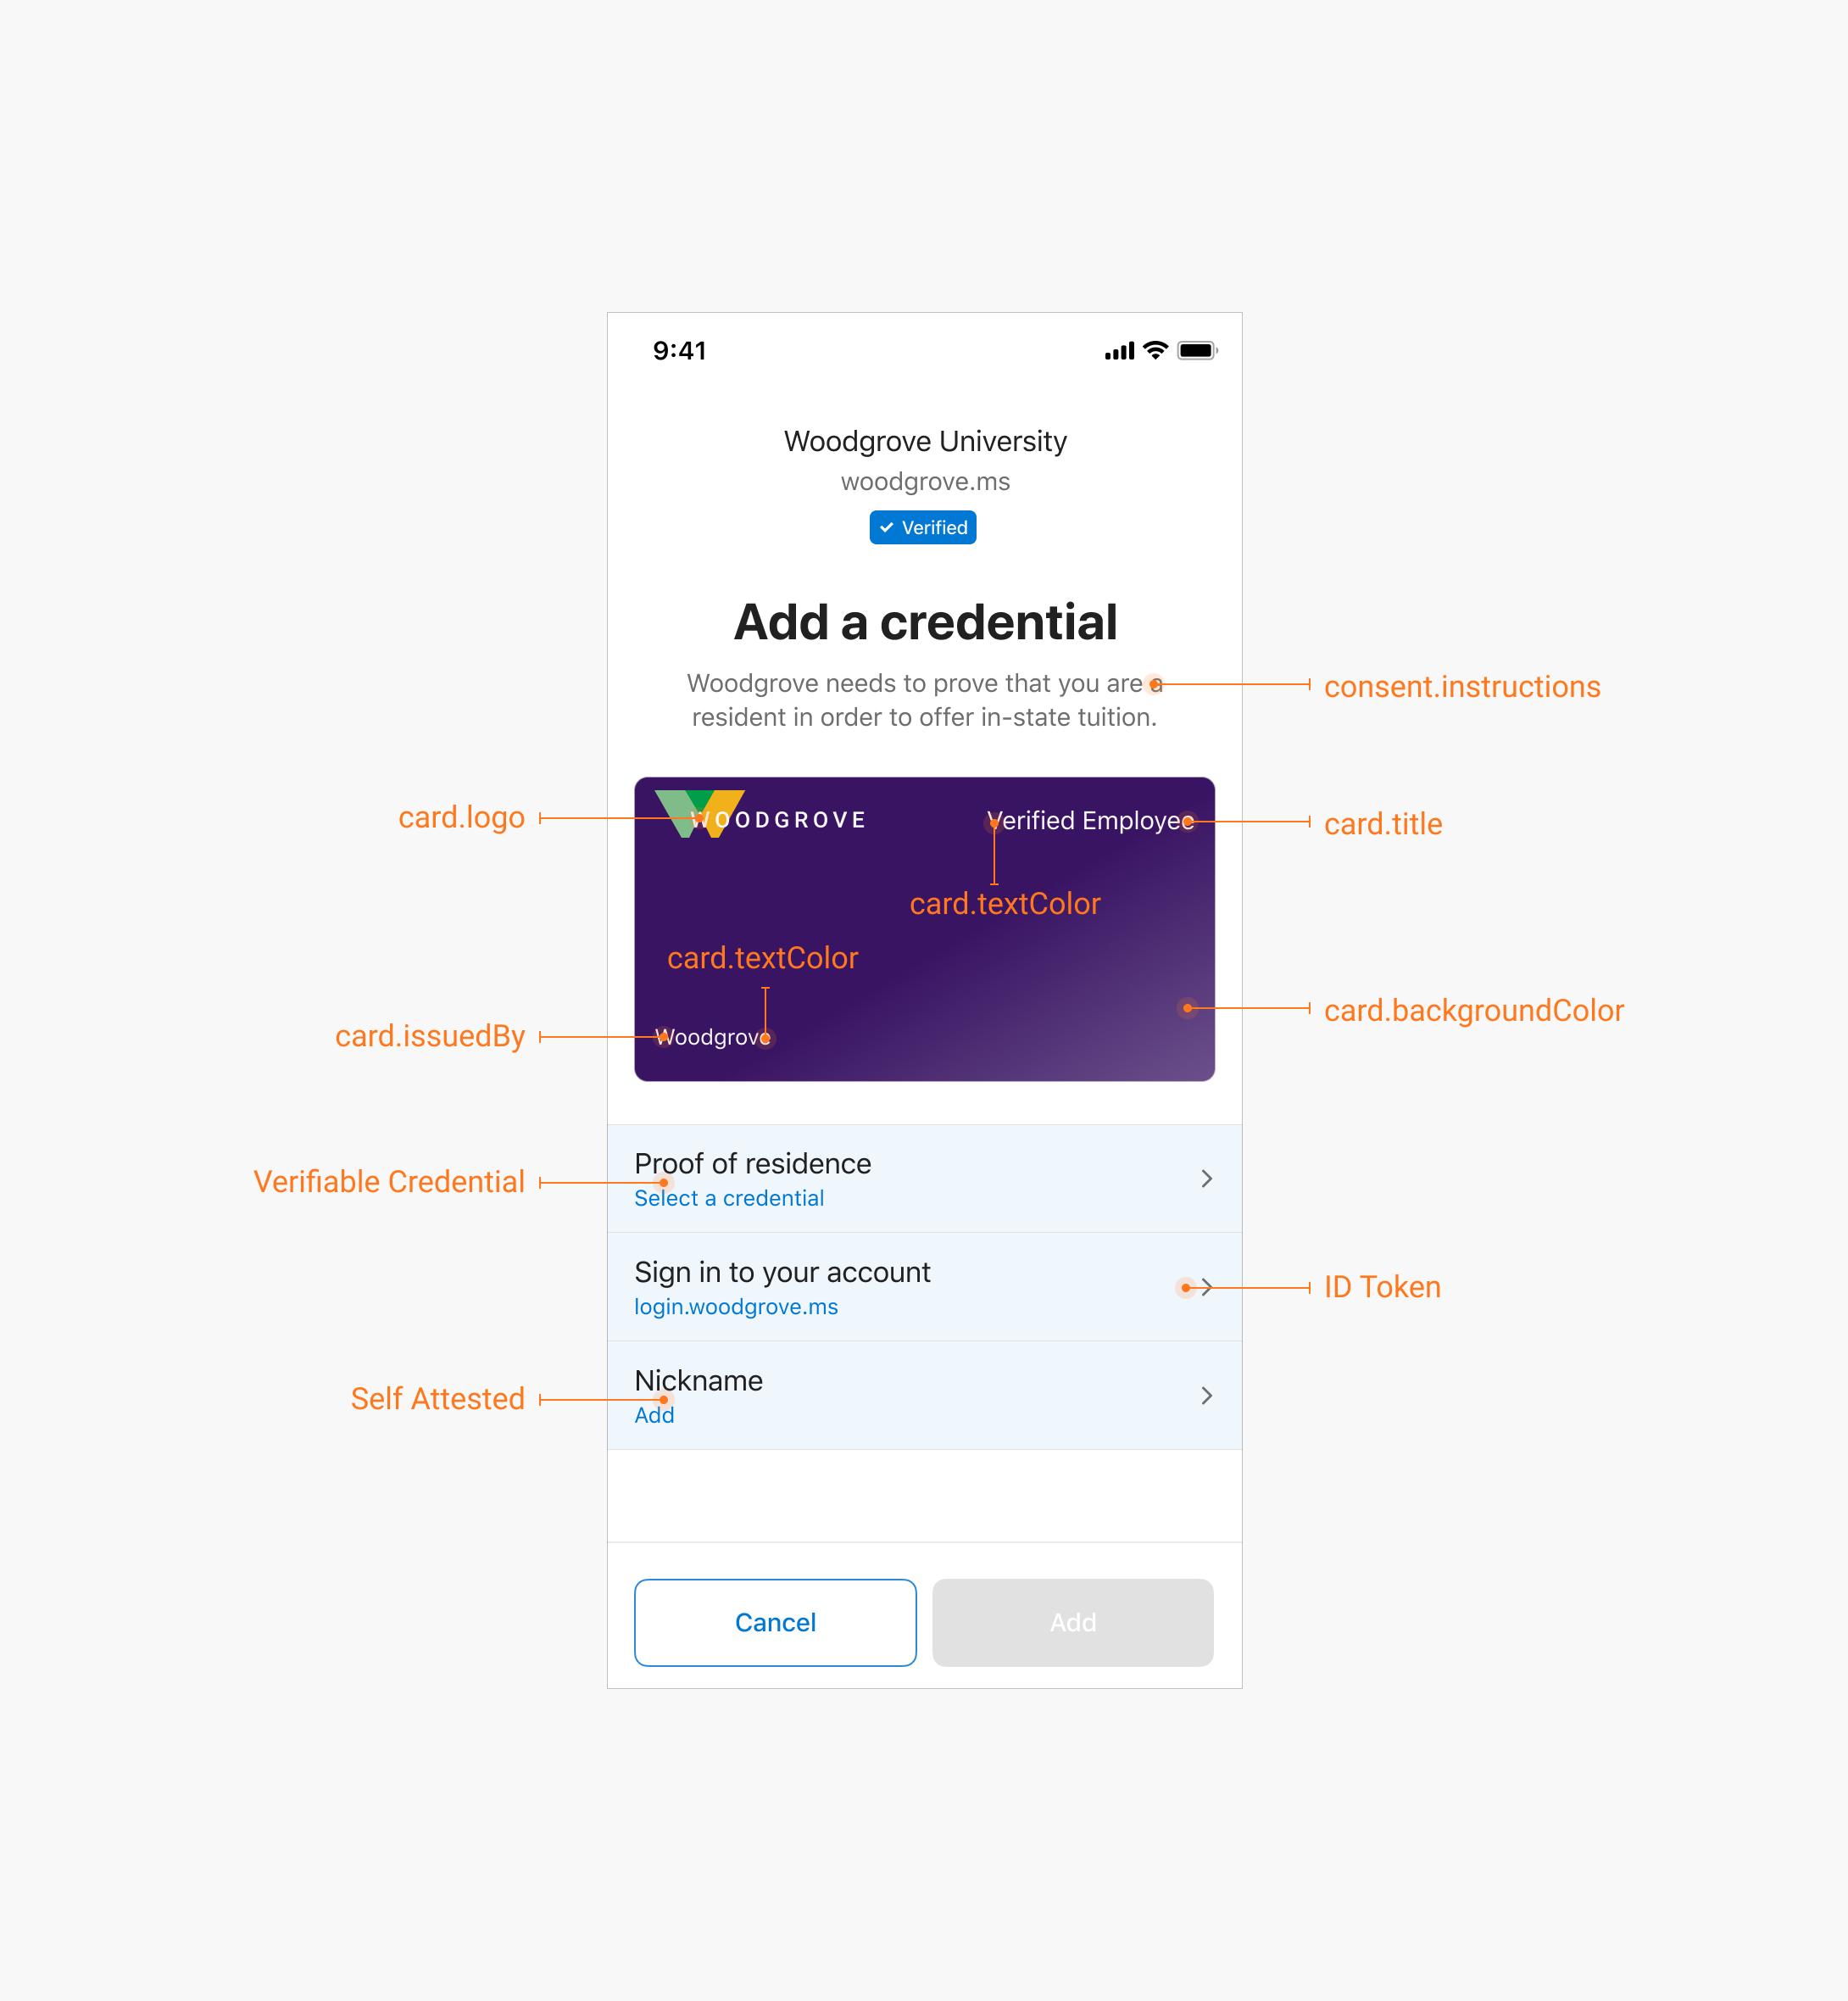 9:41
Woodgrove University
woodgrove.ms
Verified
Add a credential
Woodgrove needs to prove that you are a
resident in order to offer in-state tuition.
consent.instructions
card.logo
WOODGROVE
Verified Employee
card.title
card.textColor
card.textColor
card.backgroundColor
card.issuedBy
Woodgrove
Proof of residence
Verifiable Credential
Select a credential
Sign in to your account
ID Token
login.woodgrove.ms
Nickname
Self Attested
Add
Cancel
Add